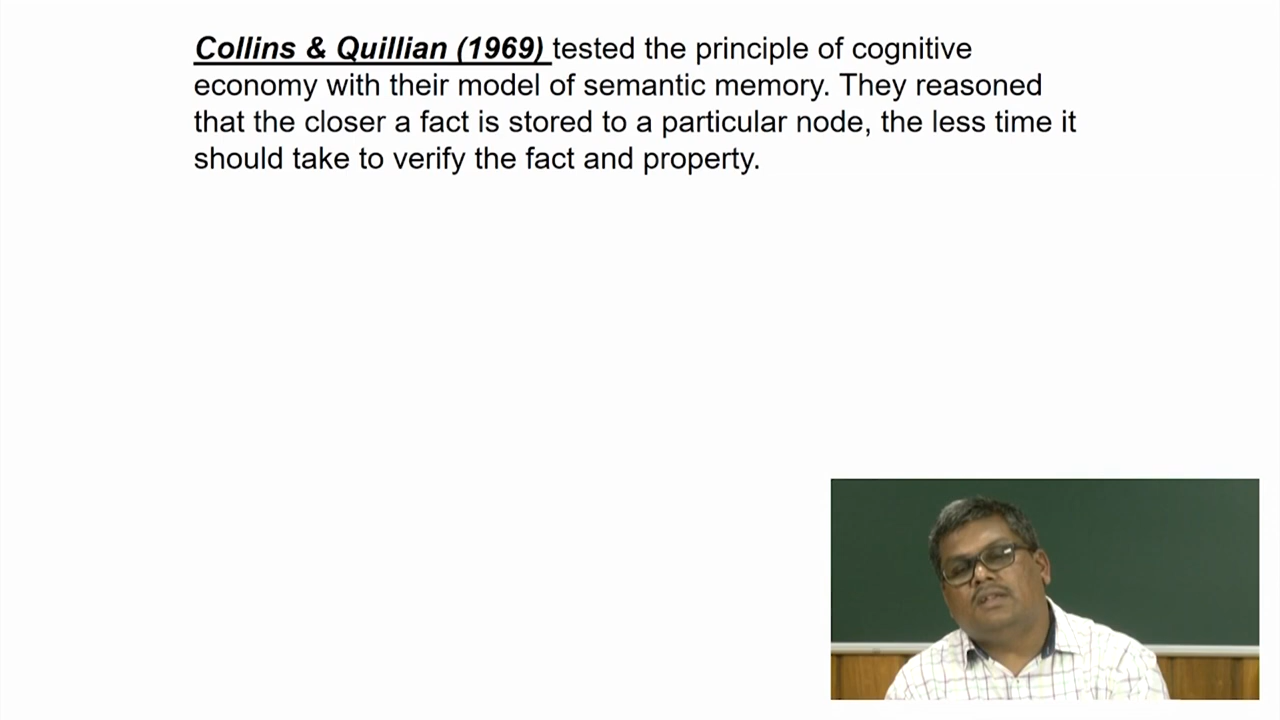 Collins & Quillian (1969) tested the principle of cognitive
economy with their model of semantic memory. They reasoned
that the closer a fact is stored to a particular node, the less time it
should take to verify the fact and property.